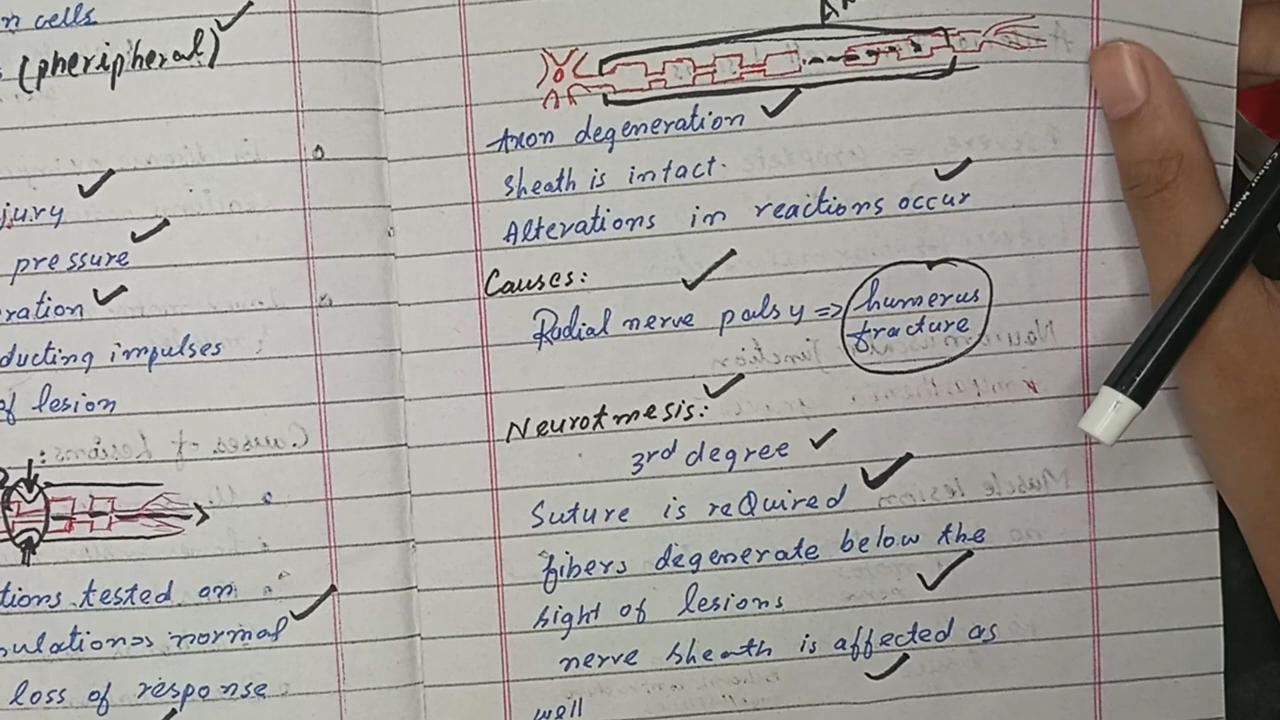 n cells
(pheripheral)
jury
pressure
ration
ducting impulses
of lesion
tions tested on
ulation=> normal
loss of response
Axon degeneration
Sheath is intact.
Alterations in reactions occur
Causes:
Radial nerve palsy => humerus
fracture
Neurotmesis:
3rd degree
Suture is reQuired
fibers degenerate below the
sight of lesions
nerve sheath is affected as
well